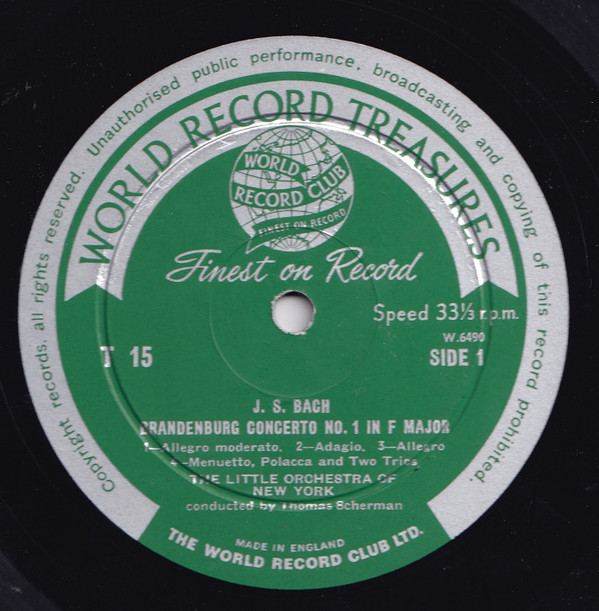 Copyright records. all rights reserved. Unauthorised public performance, broadcasting and copying of this record prohibited.
WORLD RECORD TREASURES
WORLD
RECORD CLUB
FINEST ON RECORD
Finest on Record
Speed 33⅓ r.p.m.
W.6490
T 15
SIDE 1
J. S. BACH
BRANDENBURG CONCERTO NO. 1 IN F MAJOR
1—Allegro moderato. 2—Adagio. 3—Allegro
4—Menuetto, Polacca and Two Trios
THE LITTLE ORCHESTRA OF
NEW YORK
conducted by Thomas Scherman
MADE IN ENGLAND
THE WORLD RECORD CLUB LTD.